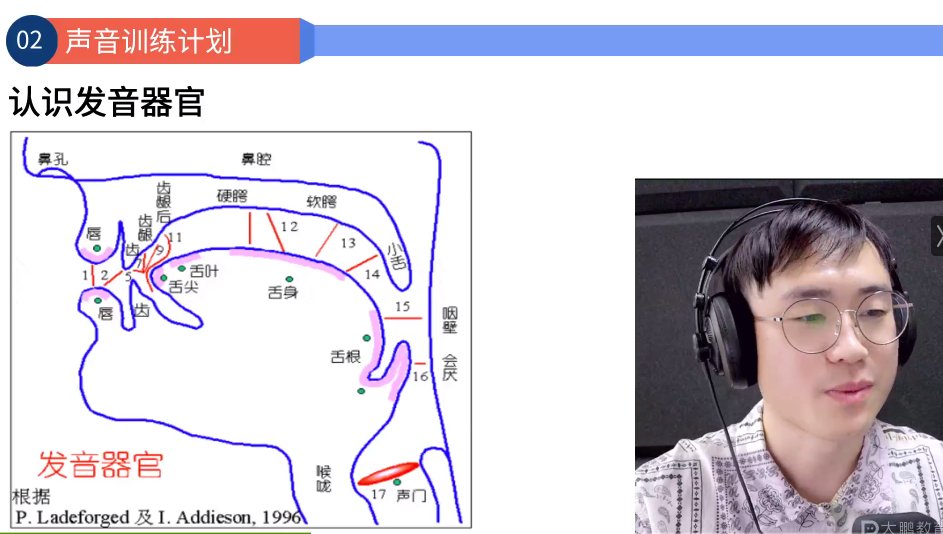 02 声音训练计划
认识发音器官
鼻孔
鼻腔
齿龈后
硬腭
软腭
齿龈
唇
齿
小舌
1
2
5
7
9
11
12
13
14
15
16
17
舌叶
舌尖
舌身
唇
齿
咽壁
舌根
会厌
喉咙
声门
发音器官
根据
P. Ladeforged 及 I. Addieson, 1996
大鹏教育